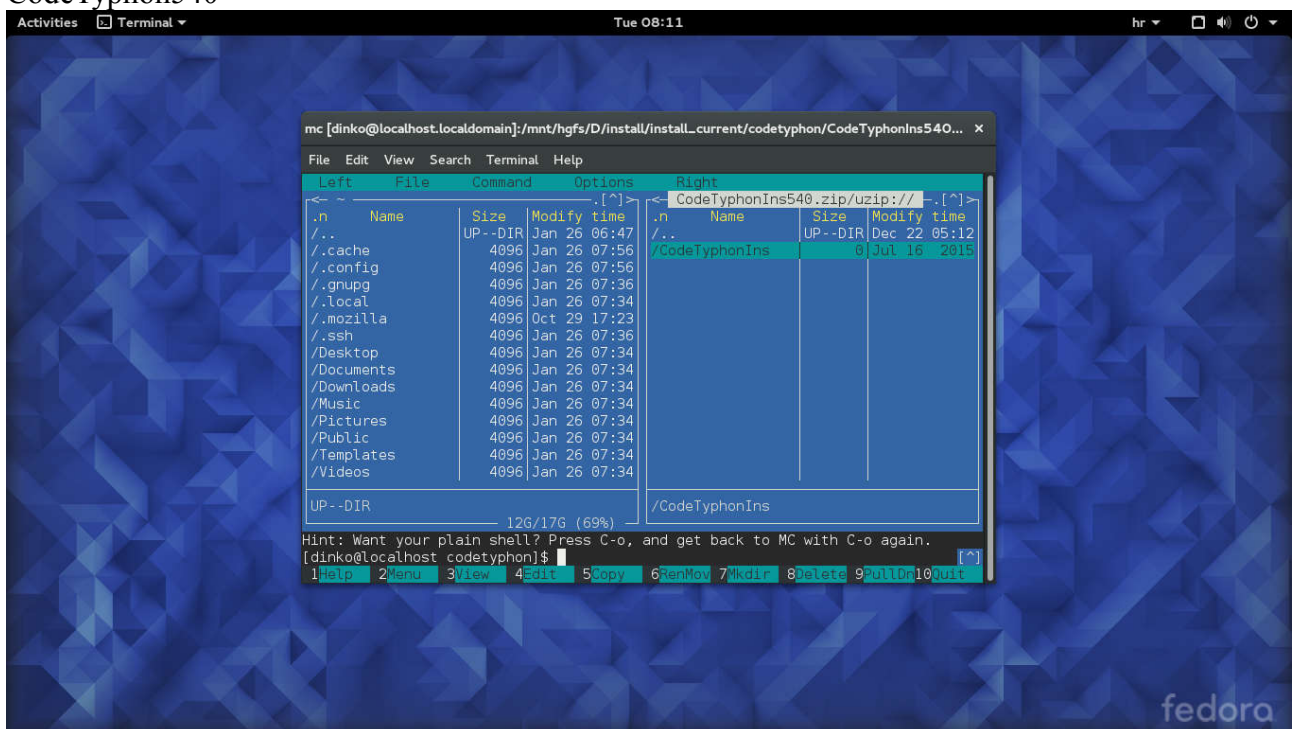 CodeTyphon540
Activities Terminal Tue 08:11 hr
mc [dinko@localhost.localdomain]:/mnt/hgfs/D/install/install_current/codetyphon/CodeTyphonIns540... ×
File Edit View Search Terminal Help
Left File Command Options Right
<─ ~ ─.[^]> <─ CodeTyphonIns540.zip/uzip:// ─.[^]>
.n Name Size Modify time .n Name Size Modify time
/.. UP--DIR Jan 26 06:47 /.. UP--DIR Dec 22 05:12
/.cache 4096 Jan 26 07:56 /CodeTyphonIns 0 Jul 16 2015
/.config 4096 Jan 26 07:56
/.gnupg 4096 Jan 26 07:36
/.local 4096 Jan 26 07:34
/.mozilla 4096 Oct 29 17:23
/.ssh 4096 Jan 26 07:36
/Desktop 4096 Jan 26 07:34
/Documents 4096 Jan 26 07:34
/Downloads 4096 Jan 26 07:34
/Music 4096 Jan 26 07:34
/Pictures 4096 Jan 26 07:34
/Public 4096 Jan 26 07:34
/Templates 4096 Jan 26 07:34
/Videos 4096 Jan 26 07:34
UP--DIR /CodeTyphonIns
12G/17G (69%)
Hint: Want your plain shell? Press C-o, and get back to MC with C-o again.
[dinko@localhost codetyphon]$ [^]
1Help 2Menu 3View 4Edit 5Copy 6RenMov 7Mkdir 8Delete 9PullDn 10Quit
fedora